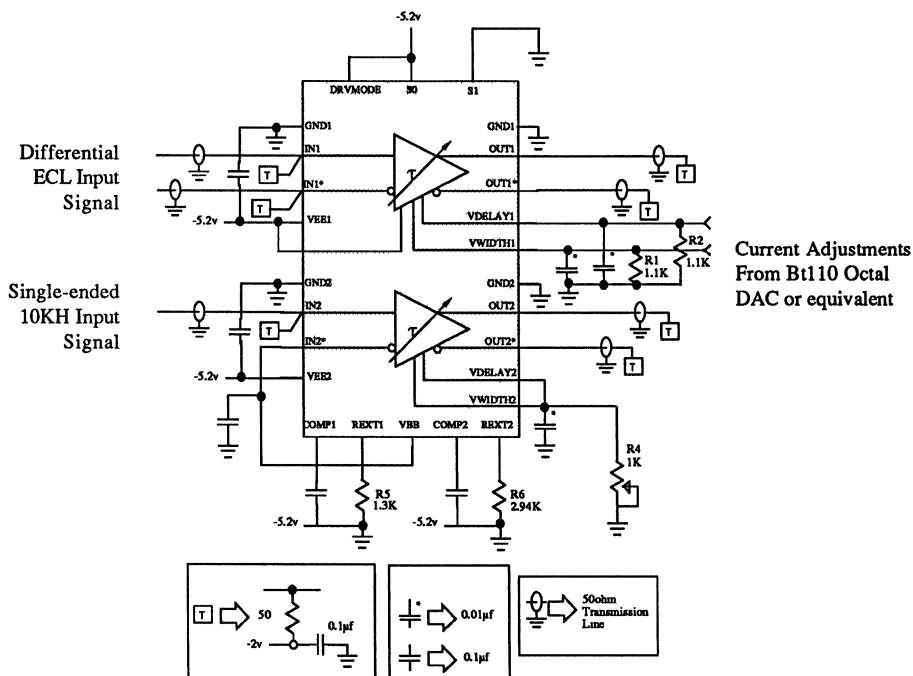 -5.2v
DRVMODE S0 S1
GND1 GND1
Differential
ECL Input
Signal
IN1 OUT1
T T
IN1* OUT1*
T T
τ
-5.2v VEE1 VDELAY1
VWIDTH1
R2
1.1K
R1
1.1K
* *
Current Adjustments
From Bt110 Octal
DAC or equivalent
GND2 GND2
Single-ended
10KH Input
Signal
IN2 OUT2
T T
IN2* OUT2*
T
τ
-5.2v VEE2 VDELAY2
VWIDTH2
*
COMP1 REXT1 VBB COMP2 REXT2
R4
1K
R5
1.3K
R6
2.94K
-5.2v -5.2v
T 50
0.1µf
-2v
* 0.01µf
0.1µf
50ohm
Transmission
Line